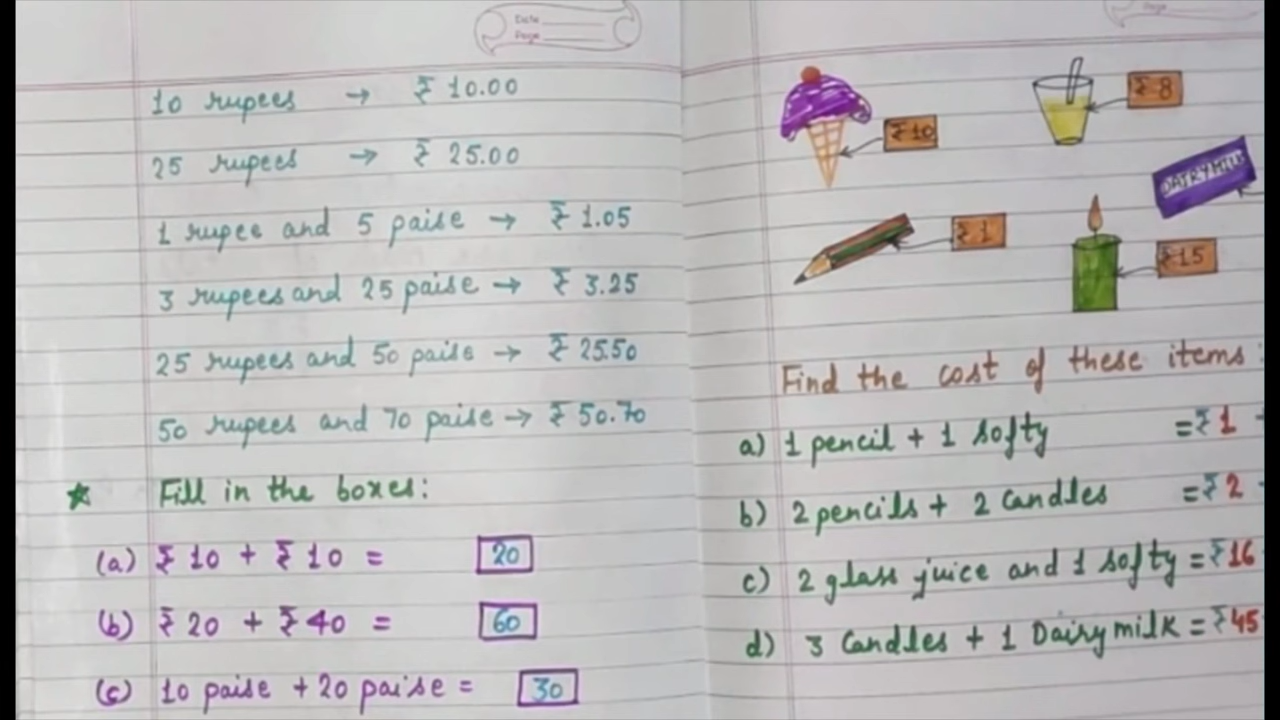 Date
Page
10 rupees → ₹ 10.00
25 rupees → ₹ 25.00
1 rupee and 5 paise → ₹ 1.05
3 rupees and 25 paise → ₹ 3.25
25 rupees and 50 paise → ₹ 25.50
50 rupees and 70 paise → ₹ 50.70
★ Fill in the boxes:
(a) ₹ 10 + ₹ 10 = 20
(b) ₹ 20 + ₹ 40 = 60
(c) 10 paise + 20 paise = 30
Page
₹ 10
₹ 8
DAIRY MILK
₹ 1
₹ 15
Find the cost of these items:
a) 1 pencil + 1 softy = ₹ 1
b) 2 pencils + 2 Candles = ₹ 2
c) 2 glass juice and 1 softy = ₹ 16
d) 3 Candles + 1 Dairymilk = ₹ 45